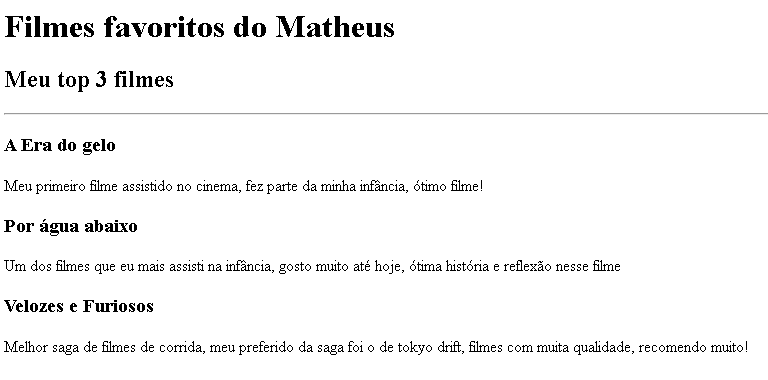 Filmes favoritos do Matheus
Meu top 3 filmes
A Era do gelo
Meu primeiro filme assistido no cinema, fez parte da minha infância, ótimo filme!
Por água abaixo
Um dos filmes que eu mais assisti na infância, gosto muito até hoje, ótima história e reflexão nesse filme
Velozes e Furiosos
Melhor saga de filmes de corrida, meu preferido da saga foi o de tokyo drift, filmes com muita qualidade, recomendo muito!